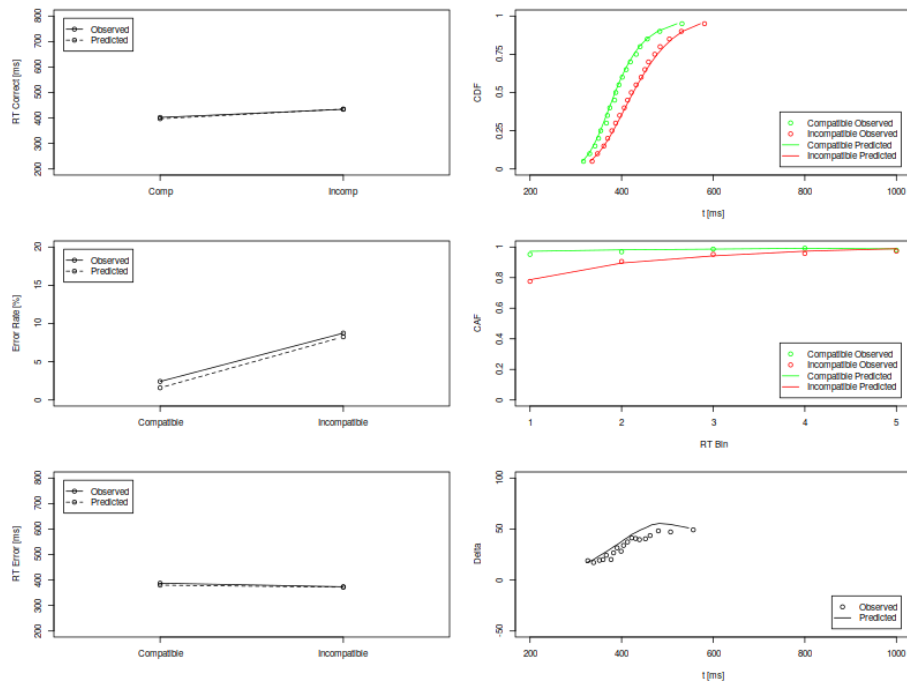 RT Correct [ms]
200 300 400 500 600 700 800
Observed
Predicted
Comp Incomp
CDF
0 0.25 0.5 0.75 1
Compatible Observed
Incompatible Observed
Compatible Predicted
Incompatible Predicted
200 400 600 800 1000
t [ms]
Error Rate [%]
0 5 10 15 20
Observed
Predicted
Compatible Incompatible
CAF
0 0.2 0.4 0.6 0.8 1
Compatible Observed
Incompatible Observed
Compatible Predicted
Incompatible Predicted
1 2 3 4 5
RT Bin
RT Error [ms]
200 300 400 500 600 700 800
Observed
Predicted
Compatible Incompatible
Delta
-50 0 50 100
Observed
Predicted
200 400 600 800 1000
t [ms]